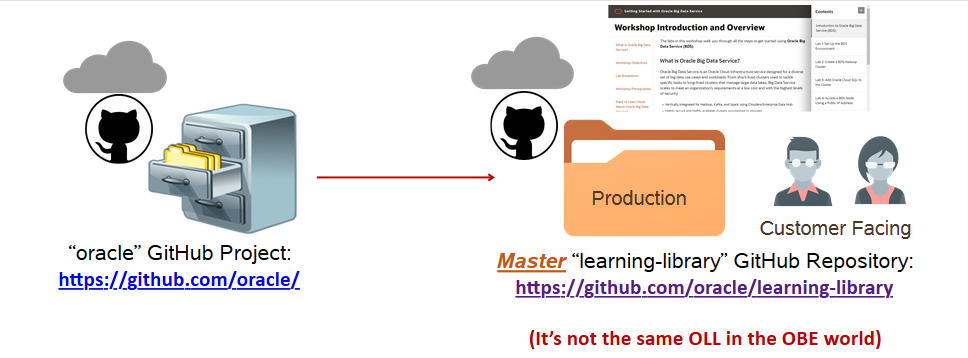 Getting Started with Oracle Big Data Service
Workshop Introduction and Overview
The labs in this workshop walk you through all the steps to get started using Oracle Big Data Service (BDS).
What is Oracle Big Data Service?
Workshop Objectives
Lab Breakdown
Workshop Prerequisites
Want to Learn More About Oracle Big Data Service?
What is Oracle Big Data Service?
Oracle Big Data Service is an Oracle Cloud Infrastructure service designed for a diverse
set of big data use cases and workloads. From short-lived clusters used to tackle
specific tasks to long-lived clusters that manage large data lakes, Big Data Service
scales to meet an organization's requirements at a low cost and with the highest levels
of security.
Contents
Introduction to Oracle Big Data Service (BDS)
Lab 1: Set Up the BDS Environment
Lab 2: Create a BDS Hadoop Cluster
Lab 3: Add Oracle Cloud SQL to the Cluster
Lab 4: Access a BDS Node Using a Public IP Address
Production
Customer Facing
“oracle” GitHub Project:
https://github.com/oracle/
Master “learning-library” GitHub Repository:
https://github.com/oracle/learning-library
(It’s not the same OLL in the OBE world)